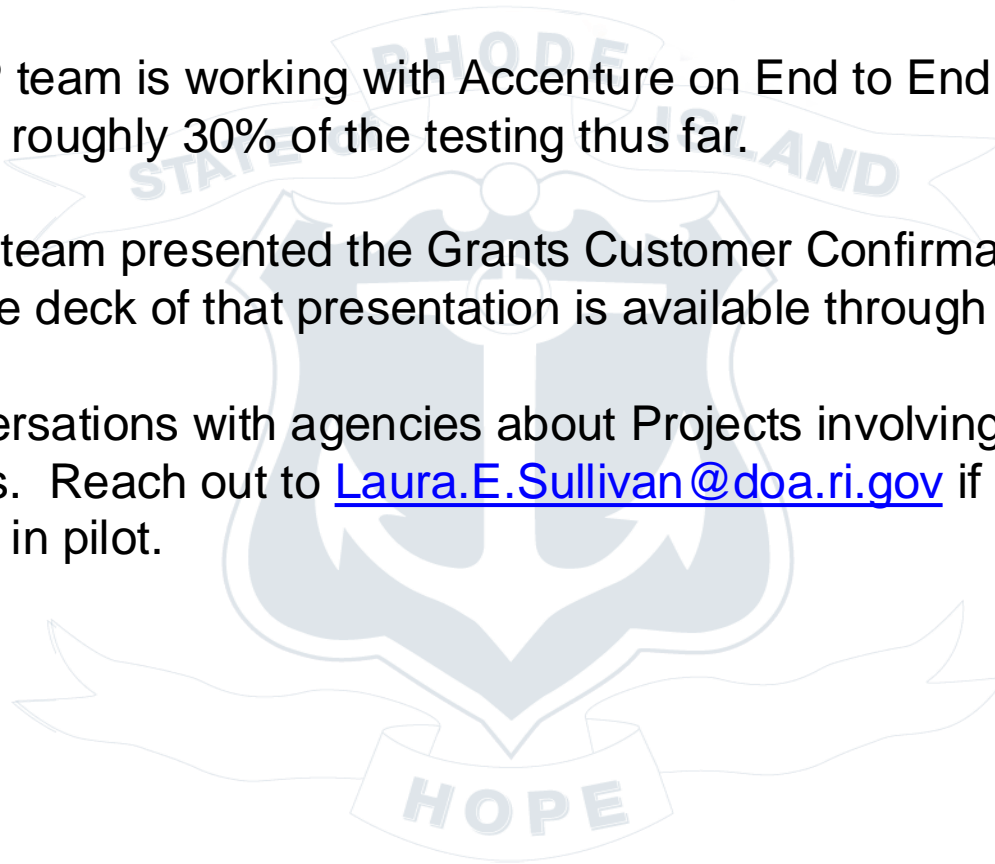 team is working with Accenture on End to End
roughly 30% of the testing thus far.
team presented the Grants Customer Confirma
e deck of that presentation is available through
ersations with agencies about Projects involving
s. Reach out to Laura.E.Sullivan@doa.ri.gov if
in pilot.
STATE OF RHODE ISLAND
HOPE